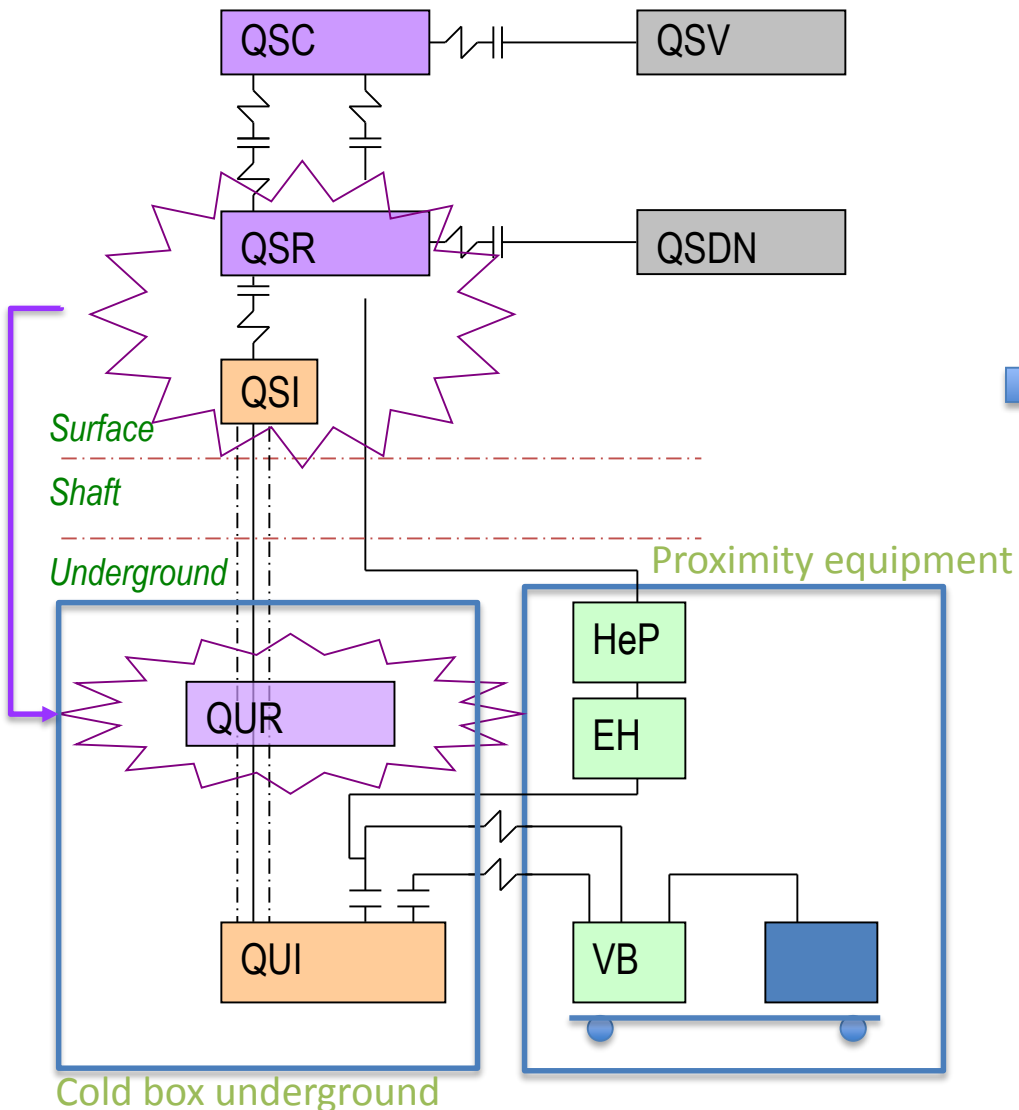 QSC
QSV
QSR
QSDN
QSI
Surface
Shaft
Underground
Proximity equipment
HeP
QUR
EH
QUI
VB
Cold box underground